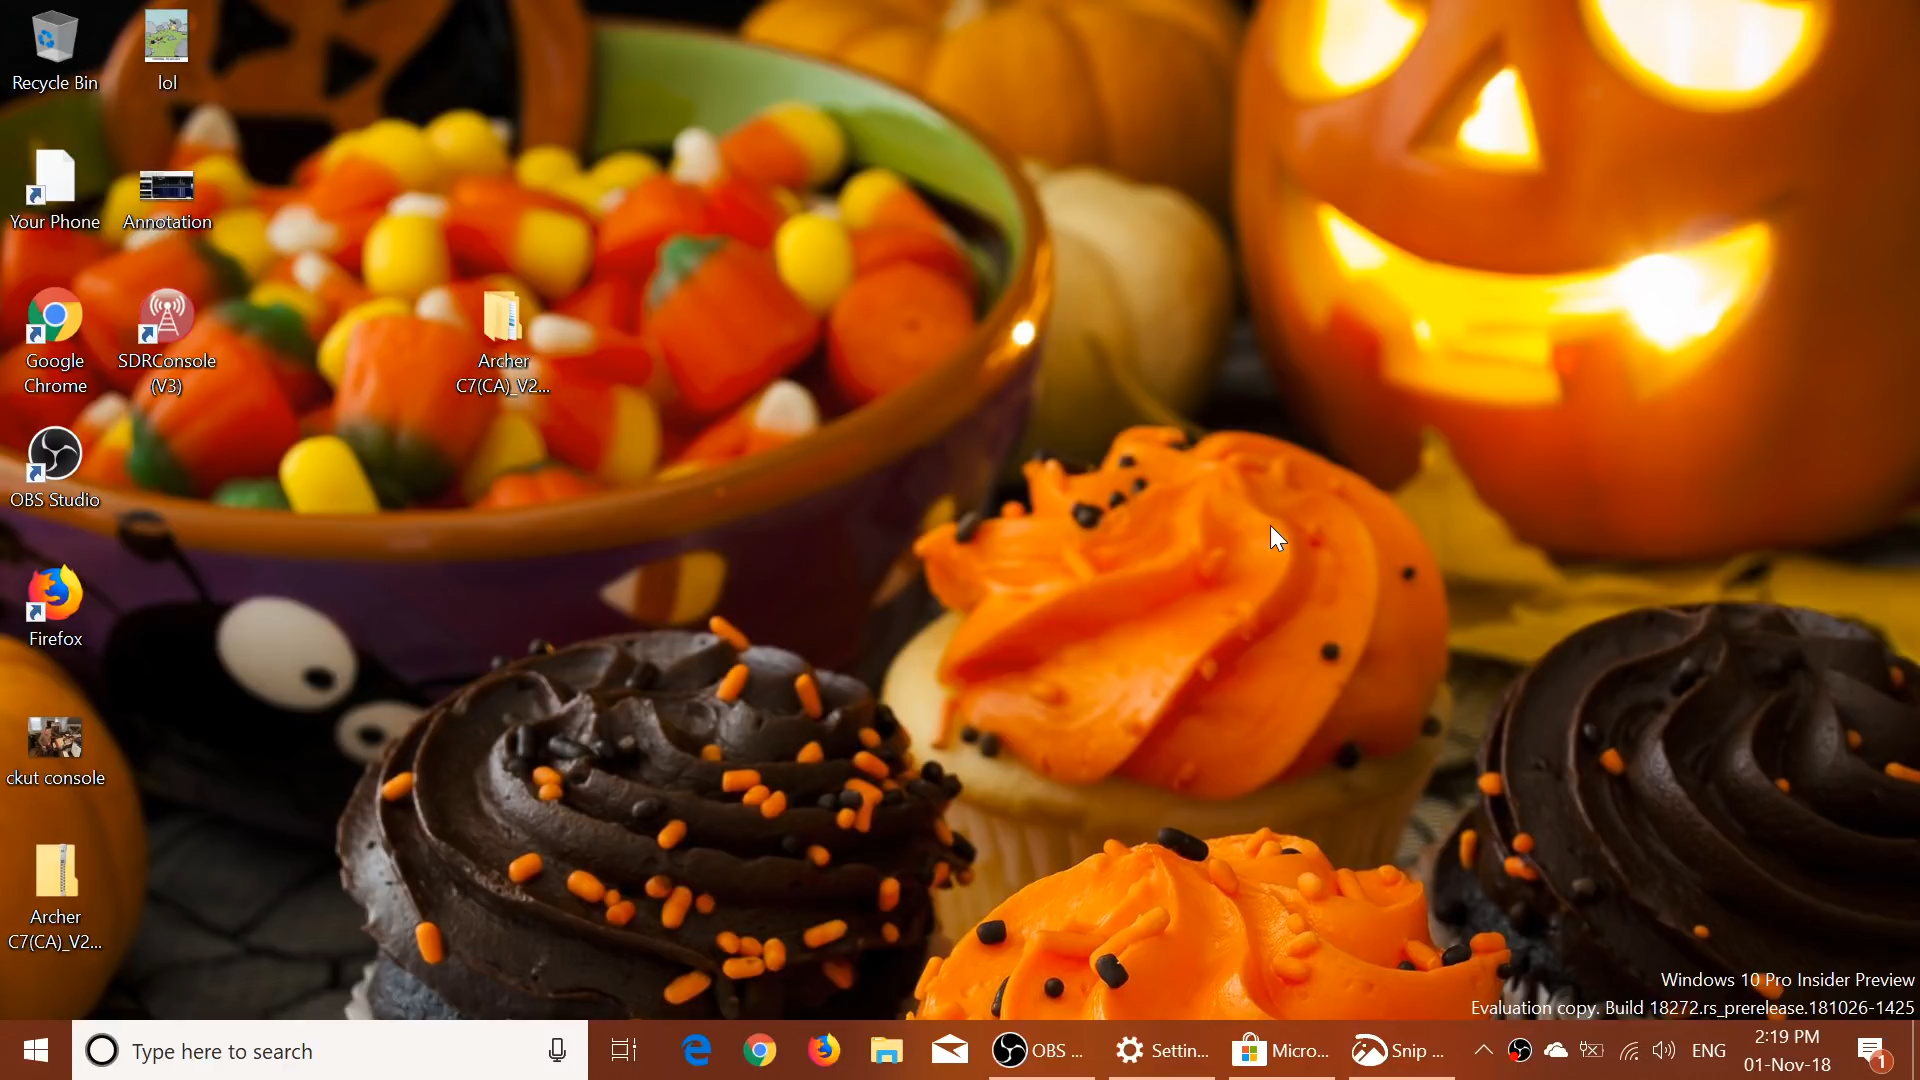 Recycle Bin
lol
Your Phone
Annotation
Google
Chrome
SDRConsole
(V3)
Archer
C7(CA)_V2...
OBS Studio
Firefox
ckut console
Archer
C7(CA)_V2...
Windows 10 Pro Insider Preview
Evaluation copy. Build 18272.rs_prerelease.181026-1425
Type here to search
OBS ...
Settin...
Micro...
Snip ...
ENG
2:19 PM
01-Nov-18
1